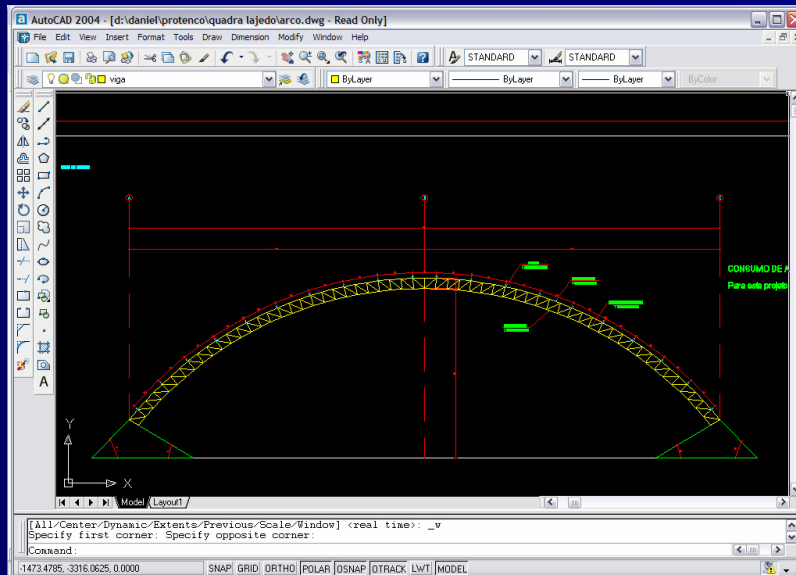 AutoCAD 2004 - [d:\daniel\protenco\quadra lajedo\arco.dwg - Read Only]
File Edit View Insert Format Tools Draw Dimension Modify Window Help
STANDARD STANDARD
viga ByLayer ByLayer ByLayer ByColor
CONSUMO DE A
Para este projeto
Y
X
Model Layout1
[All/Center/Dynamic/Extents/Previous/Scale/Window] <real time>: _w
Specify first corner: Specify opposite corner:
Command:
-1473.4785, -3316.0625, 0.0000 SNAP GRID ORTHO POLAR OSNAP OTRACK LWT MODEL